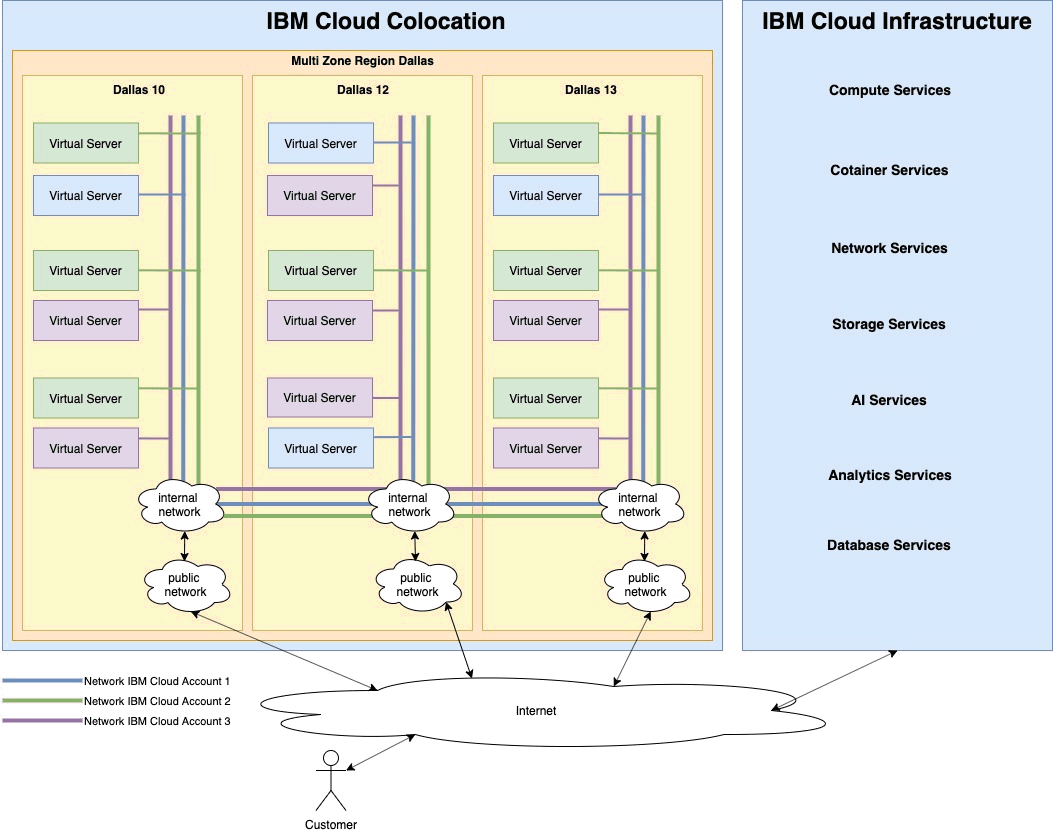 IBM Cloud Colocation
Multi Zone Region Dallas
Dallas 10
Virtual Server
Virtual Server
Virtual Server
Virtual Server
Virtual Server
Virtual Server
internal
network
public
network
Dallas 12
Virtual Server
Virtual Server
Virtual Server
Virtual Server
Virtual Server
Virtual Server
internal
network
public
network
Dallas 13
Virtual Server
Virtual Server
Virtual Server
Virtual Server
Virtual Server
Virtual Server
internal
network
public
network
IBM Cloud Infrastructure
Compute Services
Cotainer Services
Network Services
Storage Services
AI Services
Analytics Services
Database Services
Network IBM Cloud Account 1
Network IBM Cloud Account 2
Network IBM Cloud Account 3
Internet
Customer